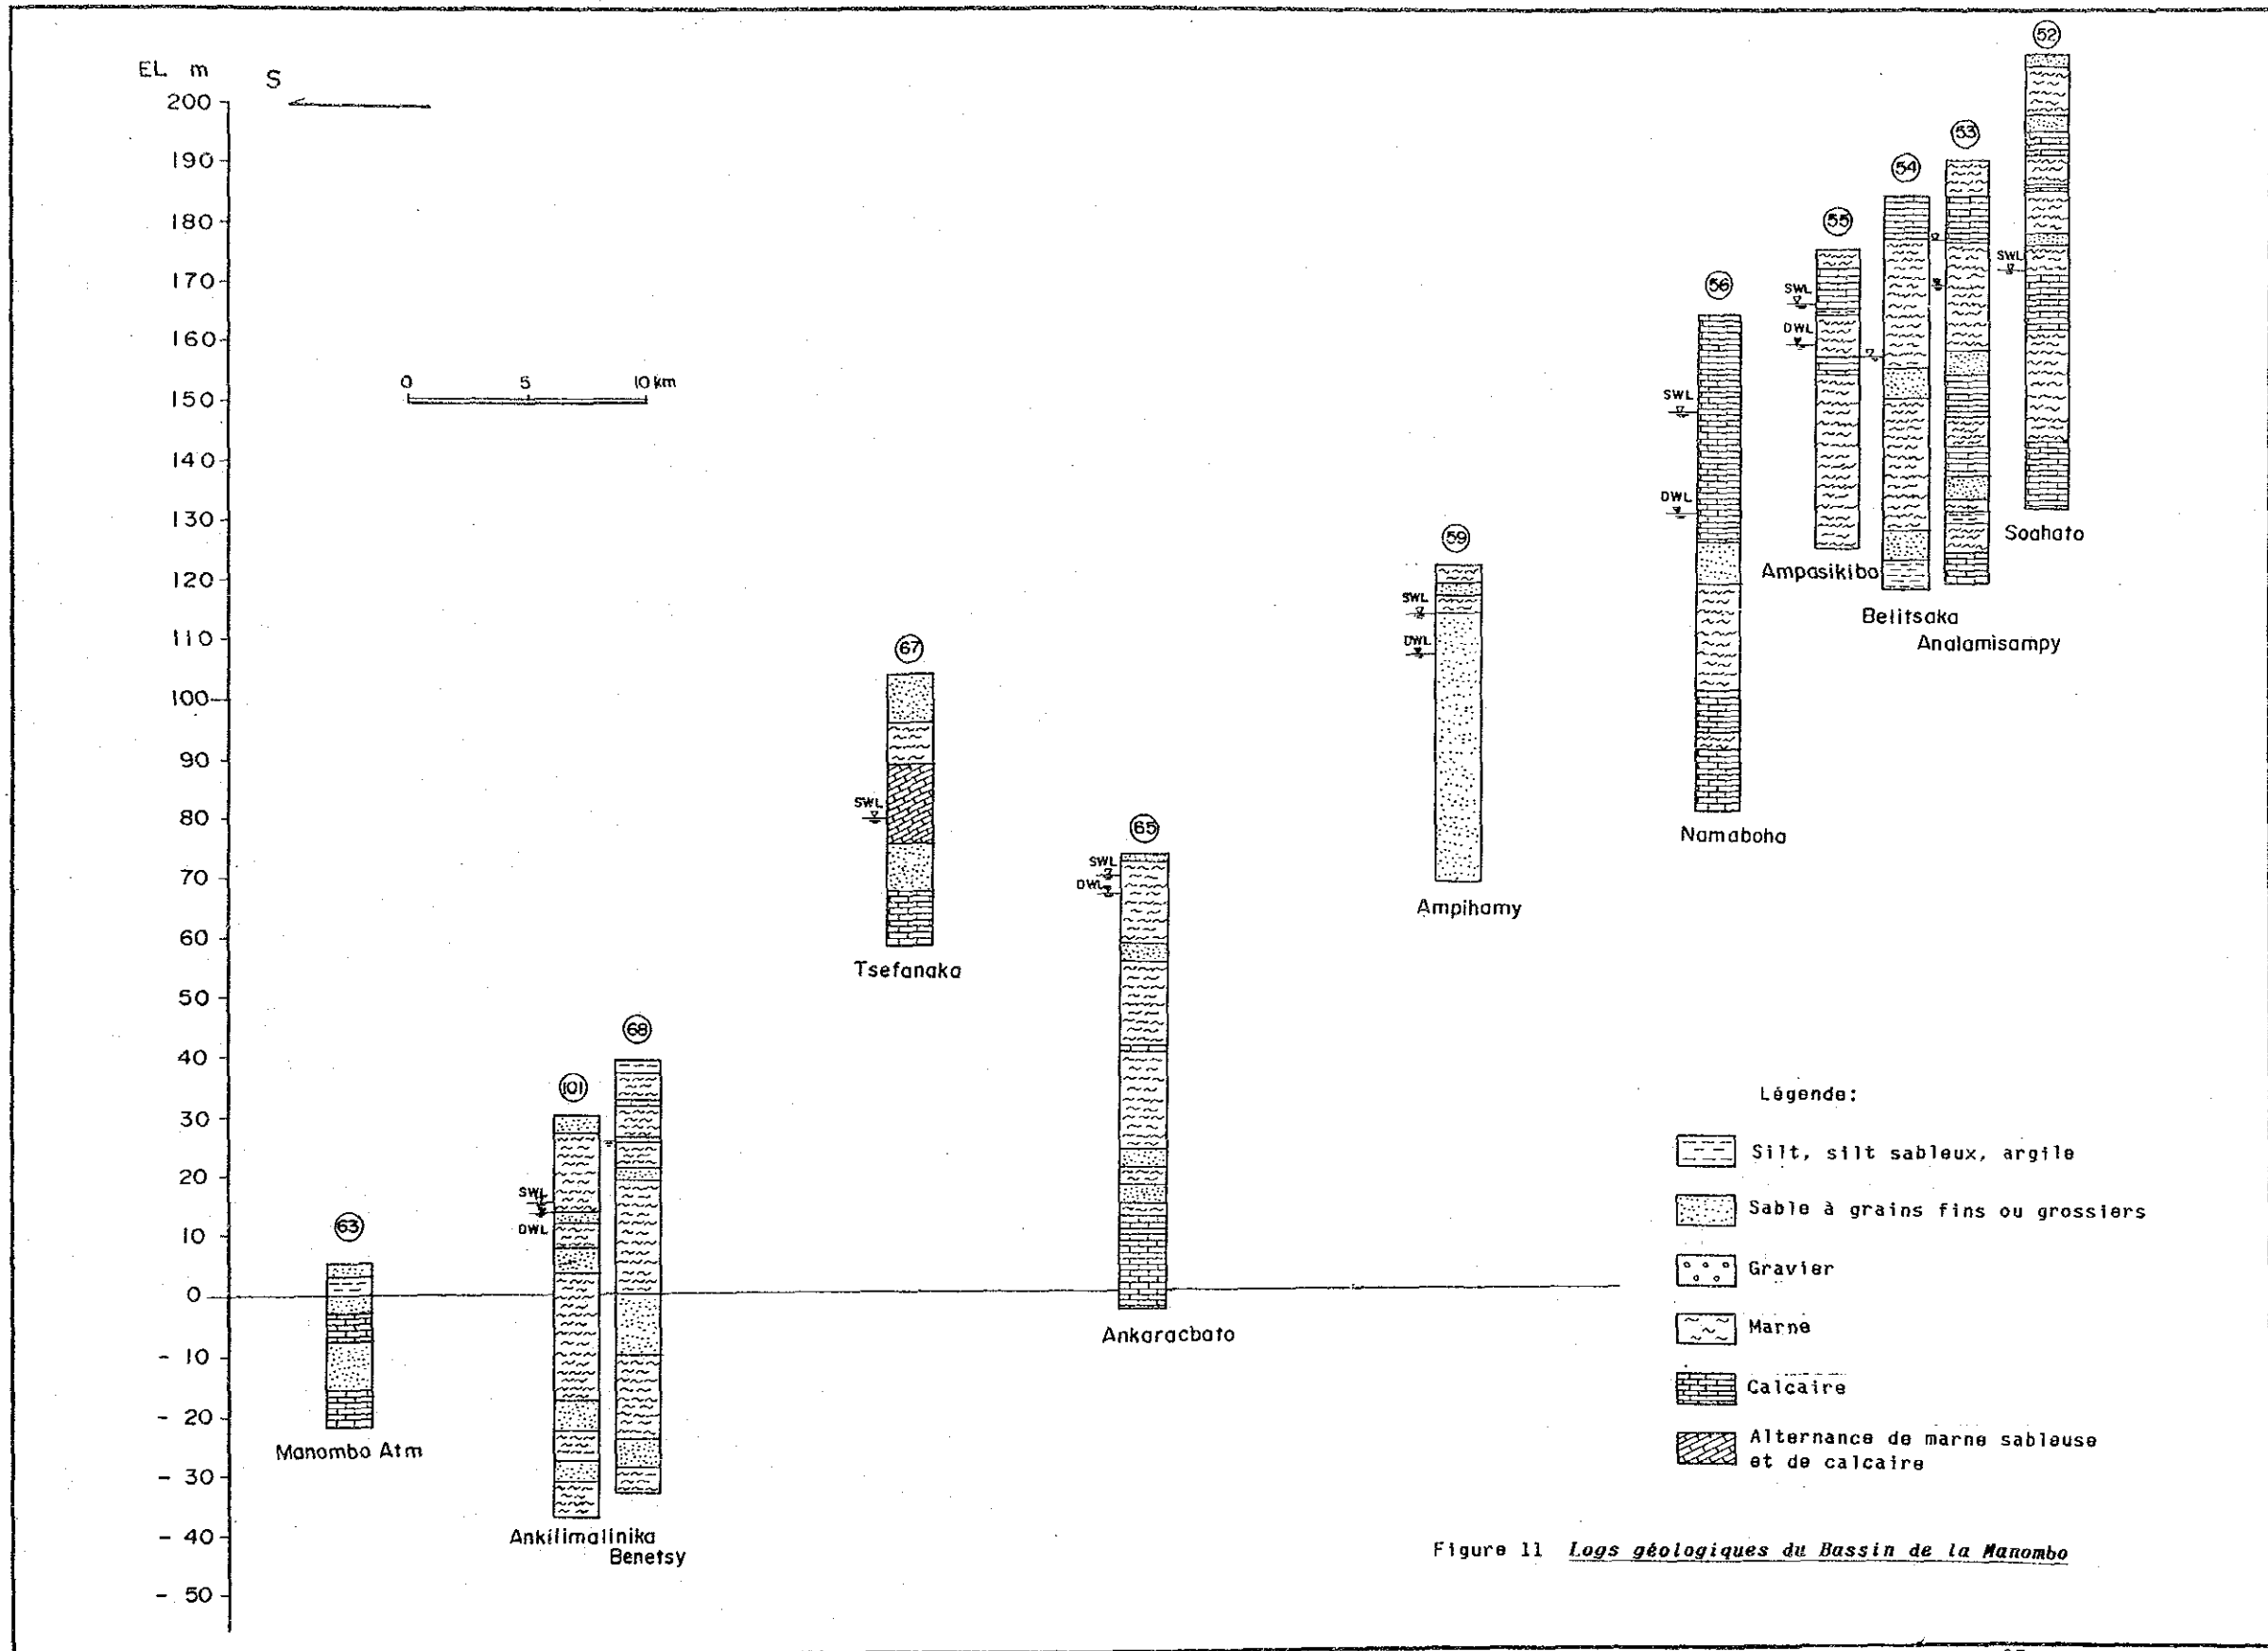 EL m
S
200
190
180
170
160
150
140
130
120
110
100
90
80
70
60
50
40
30
20
10
0
- 10
- 20
- 30
- 40
- 50
0 5 10 km
63
Manombo Atm
101
SWL
DWL
Ankilimalinika
68
Benetsy
67
SWL
Tsefanaka
65
SWL
DWL
Ankaracbato
59
SWL
DWL
Ampihamy
56
SWL
DWL
Namaboha
55
SWL
DWL
Ampasikibo
54
Belitsaka
53
Analamisampy
52
SWL
Soahato
Légende:
Silt, silt sableux, argile
Sable à grains fins ou grossiers
Gravier
Marne
Calcaire
Alternance de marne sableuse
et de calcaire
Figure 11 Logs géologiques du Bassin de la Manombo